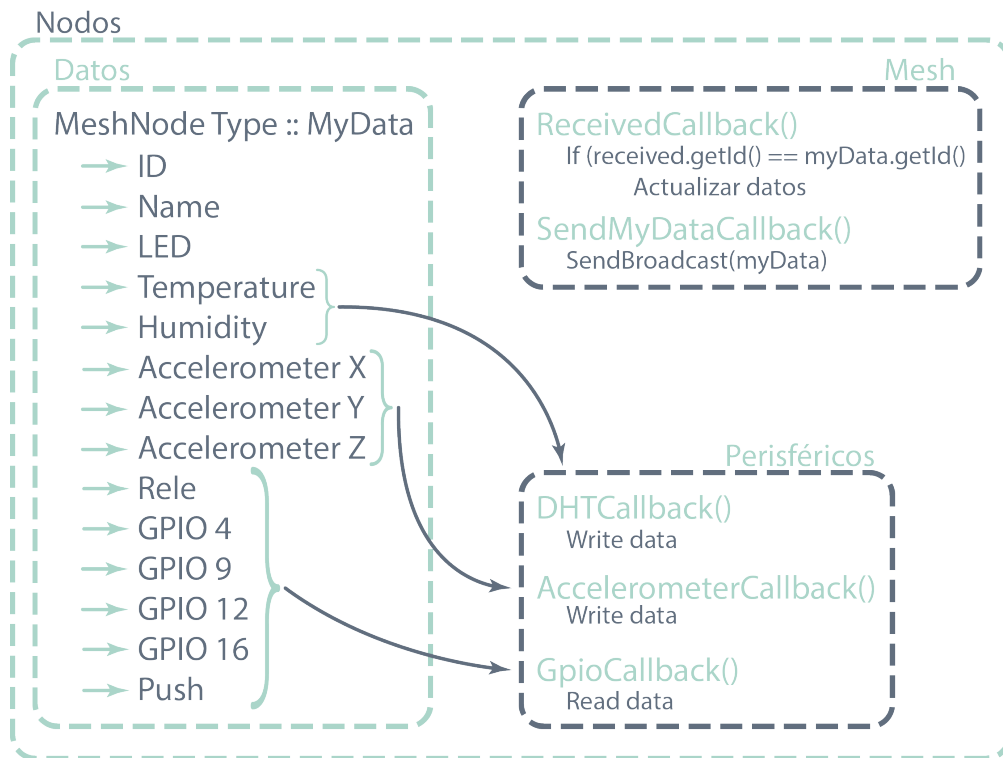 Nodos
Datos
MeshNode Type :: MyData
ID
Name
LED
Temperature
Humidity
Accelerometer X
Accelerometer Y
Accelerometer Z
Rele
GPIO 4
GPIO 9
GPIO 12
GPIO 16
Push
Mesh
ReceivedCallback()
If (received.getId() == myData.getId()
Actualizar datos
SendMyDataCallback()
SendBroadcast(myData)
Perisféricos
DHTCallback()
Write data
AccelerometerCallback()
Write data
GpioCallback()
Read data